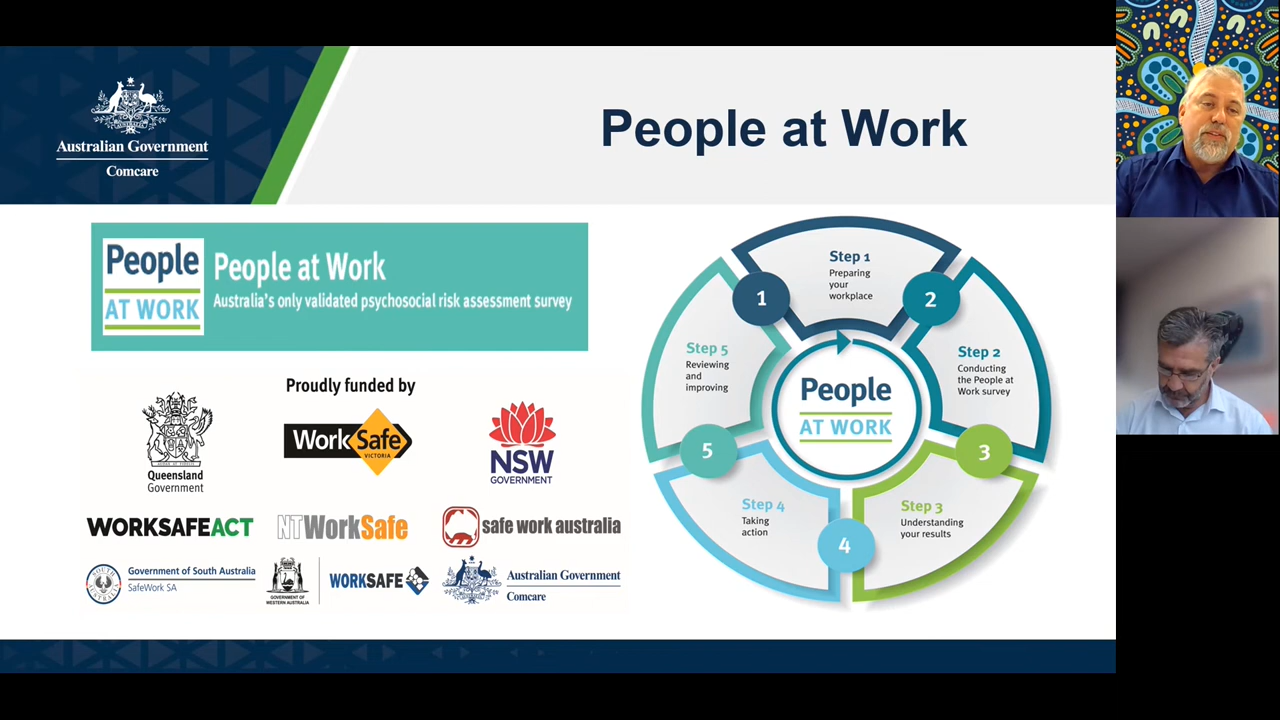 Australian Government
Comcare
People at Work
People
AT WORK
People at Work
Australia's only validated psychosocial risk assessment survey
Proudly funded by
Queensland
Government
WorkSafe
VICTORIA
NSW
GOVERNMENT
WORKSAFEACT
NTWorkSafe
safe work australia
Government of South Australia
SafeWork SA
GOVERNMENT OF
WESTERN AUSTRALIA
WORKSAFE
Australian Government
Comcare
1
Step 1
Preparing
your
workplace
2
Step 2
Conducting
the People at
Work survey
3
Step 3
Understanding
your results
4
Step 4
Taking
action
5
Step 5
Reviewing
and
improving
People
AT WORK